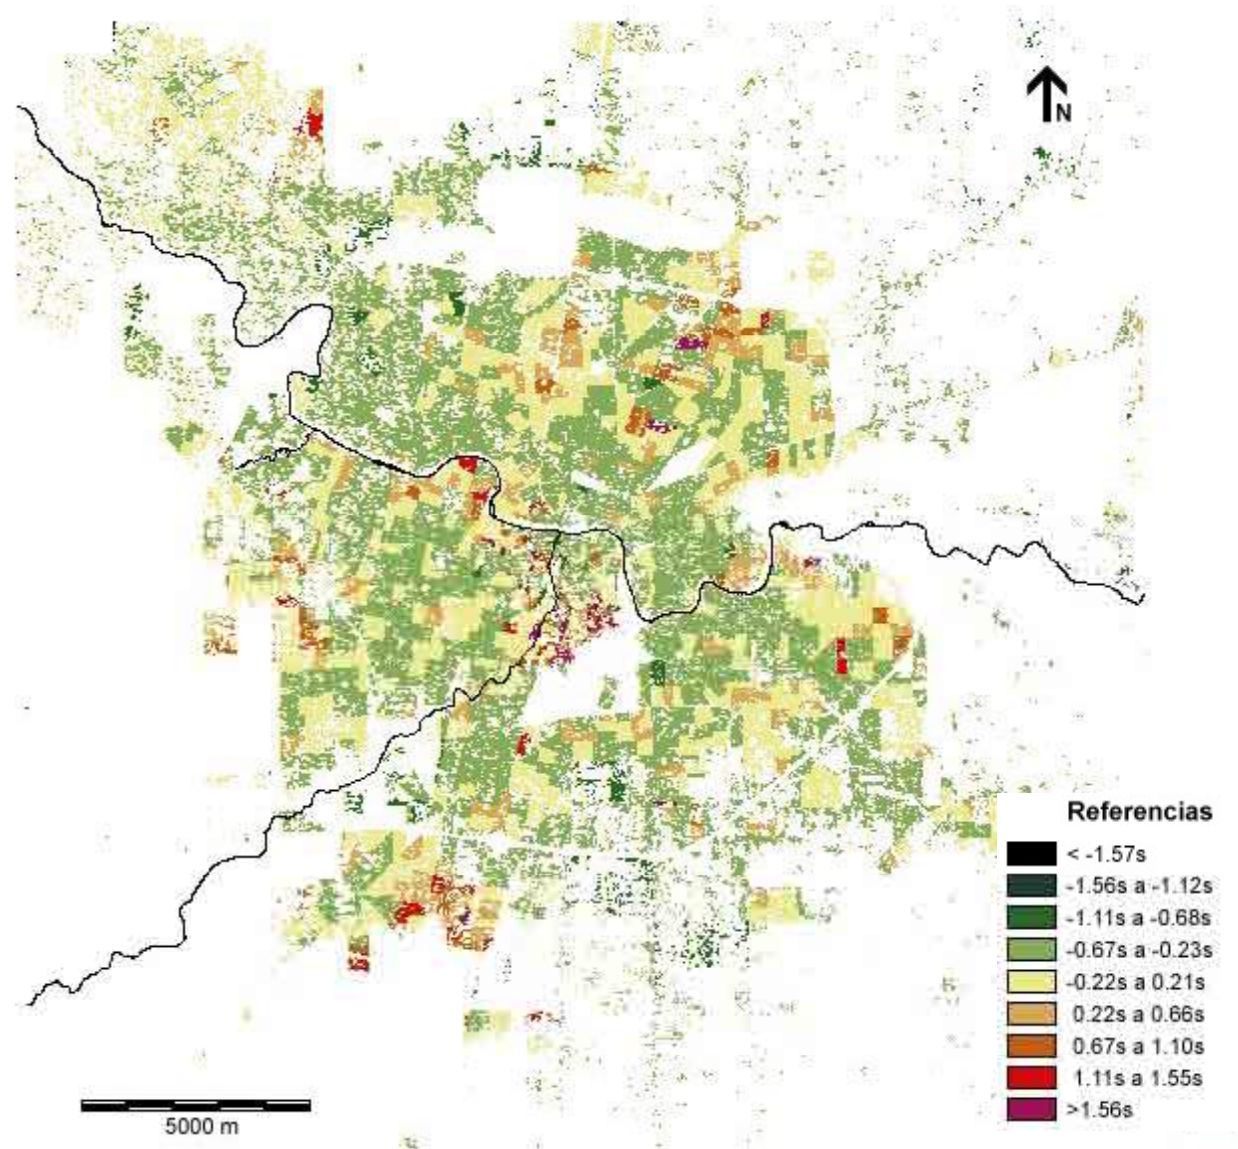 N
Referencias
< -1.57s
-1.56s a -1.12s
-1.11s a -0.68s
-0.67s a -0.23s
-0.22s a 0.21s
0.22s a 0.66s
0.67s a 1.10s
1.11s a 1.55s
>1.56s
5000 m